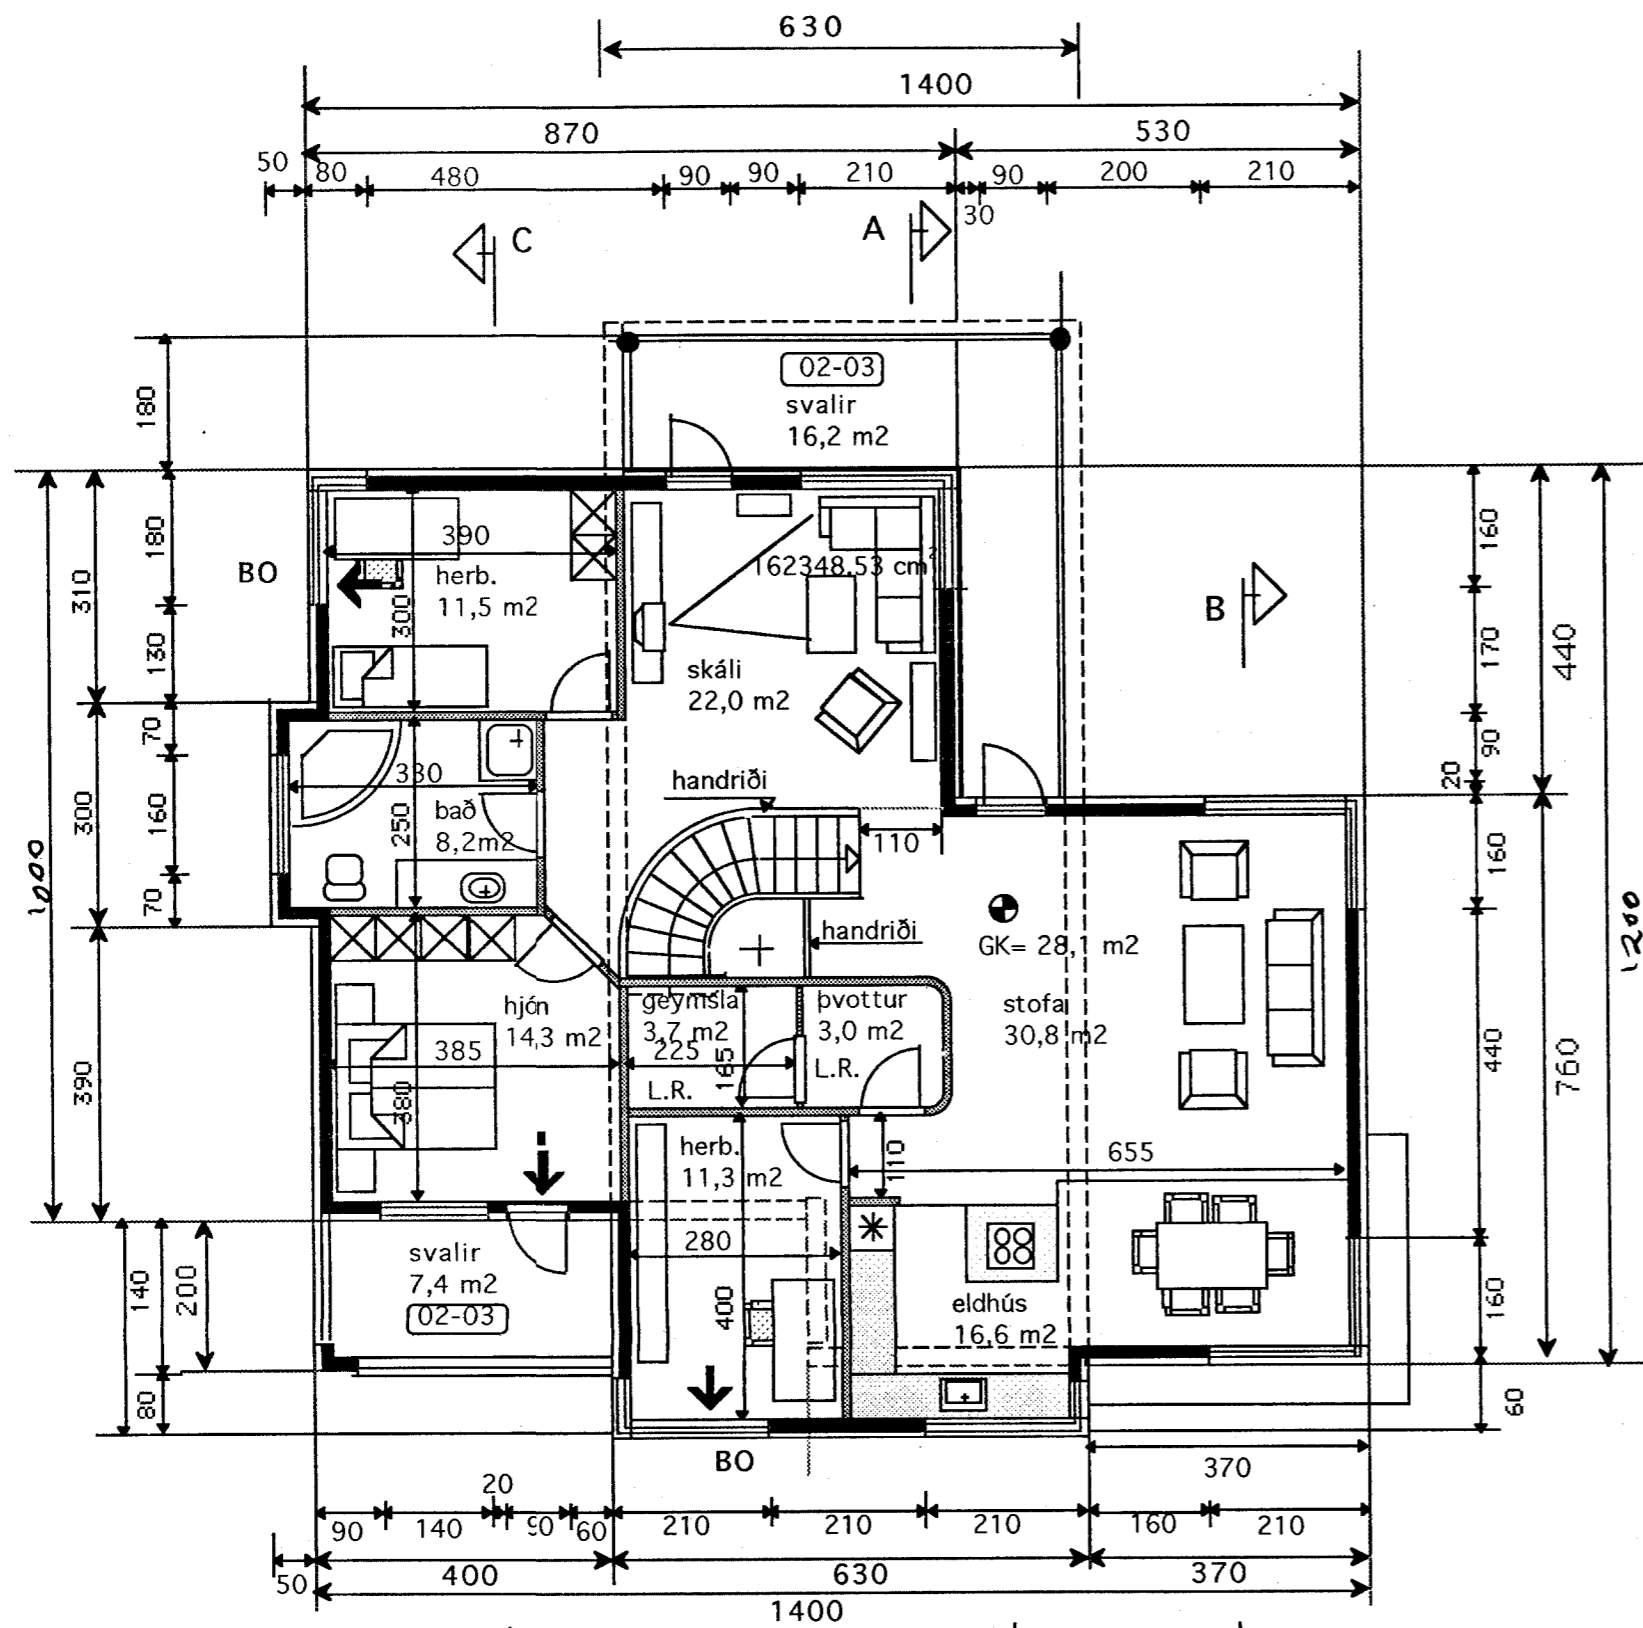 630
1400
870 530
50 80 480 90 90 210 90 200 210
30
C A
02-03
svalir
16,2 m2
180
BO
390
herb.
11,5 m2
300
162348.53 cm2
skáli
22,0 m2
B
310
180
130
160
170
90
20
440
70
160
70
300
1000
330
bað
8,2m2
250
handriði
110
handriði
GK= 28,1 m2
stofa
30,8 m2
160
440
160
60
760
1200
hjón
14,3 m2
385
380
390
geymsla
3,7 m2
225
165
L.R.
þvottur
3,0 m2
L.R.
herb.
11,3 m2
280
400
110
655
eldhús
16,6 m2
svalir
7,4 m2
02-03
140
200
80
BO
370
20
90 140 90 60 210 210 210 160 210
50 400 630 370
1400